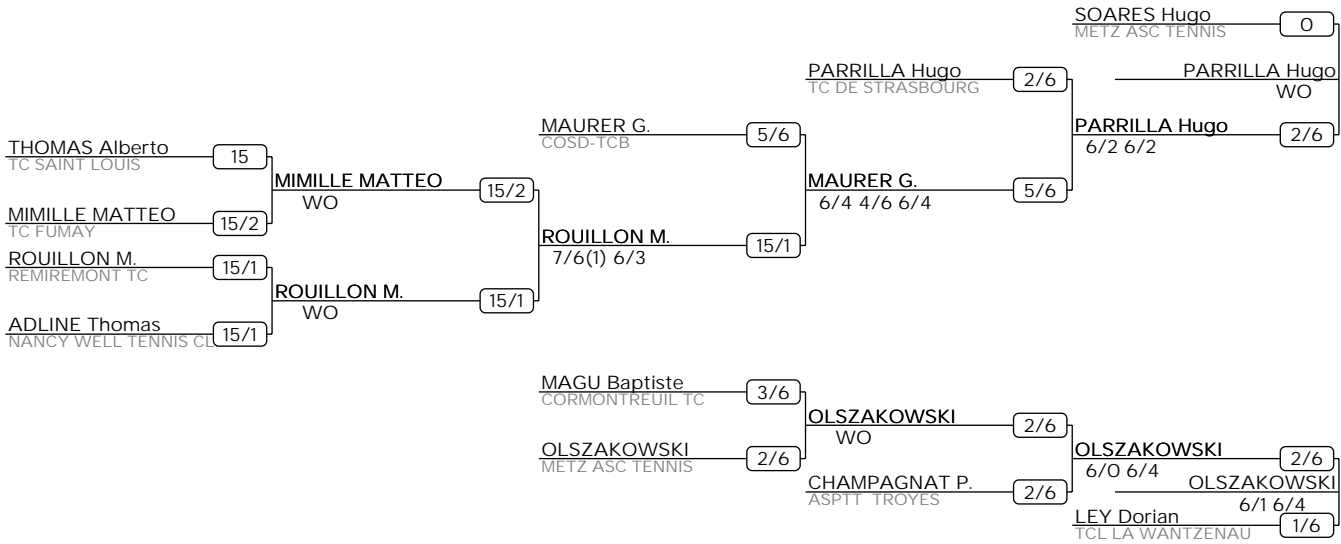 SOARES Hugo
METZ ASC TENNIS
0
PARRILLA Hugo
TC DE STRASBOURG
2/6
PARRILLA Hugo
WO
MAURER G.
COSD-TCB
5/6
PARRILLA Hugo
6/2 6/2
2/6
THOMAS Alberto
TC SAINT LOUIS
15
MIMILLE MATTEO
WO
15/2
MAURER G.
6/4 4/6 6/4
5/6
MIMILLE MATTEO
TC FUMAY
15/2
ROUILLON M.
7/6(1) 6/3
15/1
ROUILLON M.
REMIREMONT TC
15/1
ROUILLON M.
WO
15/1
ADLINE Thomas
NANCY WELL TENNIS CL
15/1
MAGU Baptiste
CORMONTREUIL TC
3/6
OLSZAKOWSKI
WO
2/6
OLSZAKOWSKI
METZ ASC TENNIS
2/6
OLSZAKOWSKI
6/0 6/4
2/6
CHAMPAGNAT P.
ASPTT TROYES
2/6
OLSZAKOWSKI
6/1 6/4
LEY Dorian
TCL LA WANTZENAU
1/6